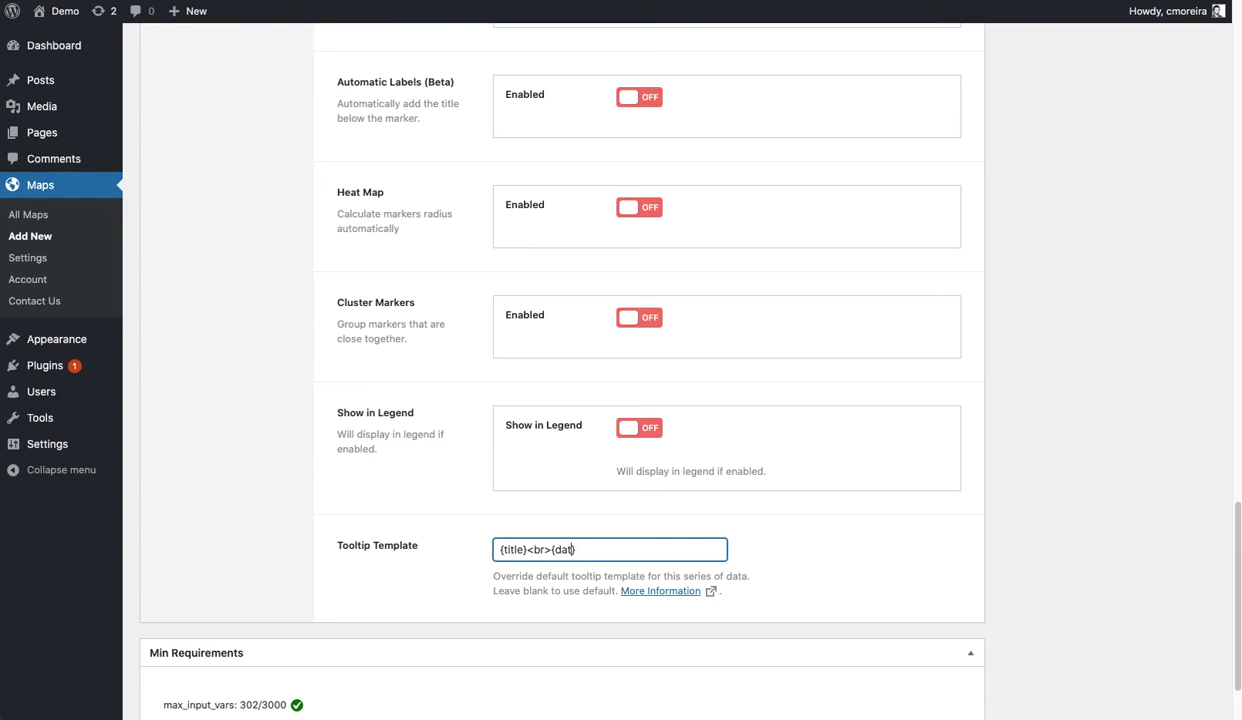 Demo
2
0
New
Howdy, cmoreira
Dashboard
Posts
Media
Pages
Comments
Maps
All Maps
Add New
Settings
Account
Contact Us
Appearance
Plugins 1
Users
Tools
Settings
Collapse menu
Automatic Labels (Beta)
Automatically add the title
below the marker.
Enabled
OFF
Heat Map
Calculate markers radius
automatically
Enabled
OFF
Cluster Markers
Group markers that are
close together.
Enabled
OFF
Show in Legend
Will display in legend if
enabled.
Show in Legend
OFF
Will display in legend if enabled.
Tooltip Template
{title}<br>{dat}
Override default tooltip template for this series of data.
Leave blank to use default. More Information .
Min Requirements
max_input_vars: 302/3000